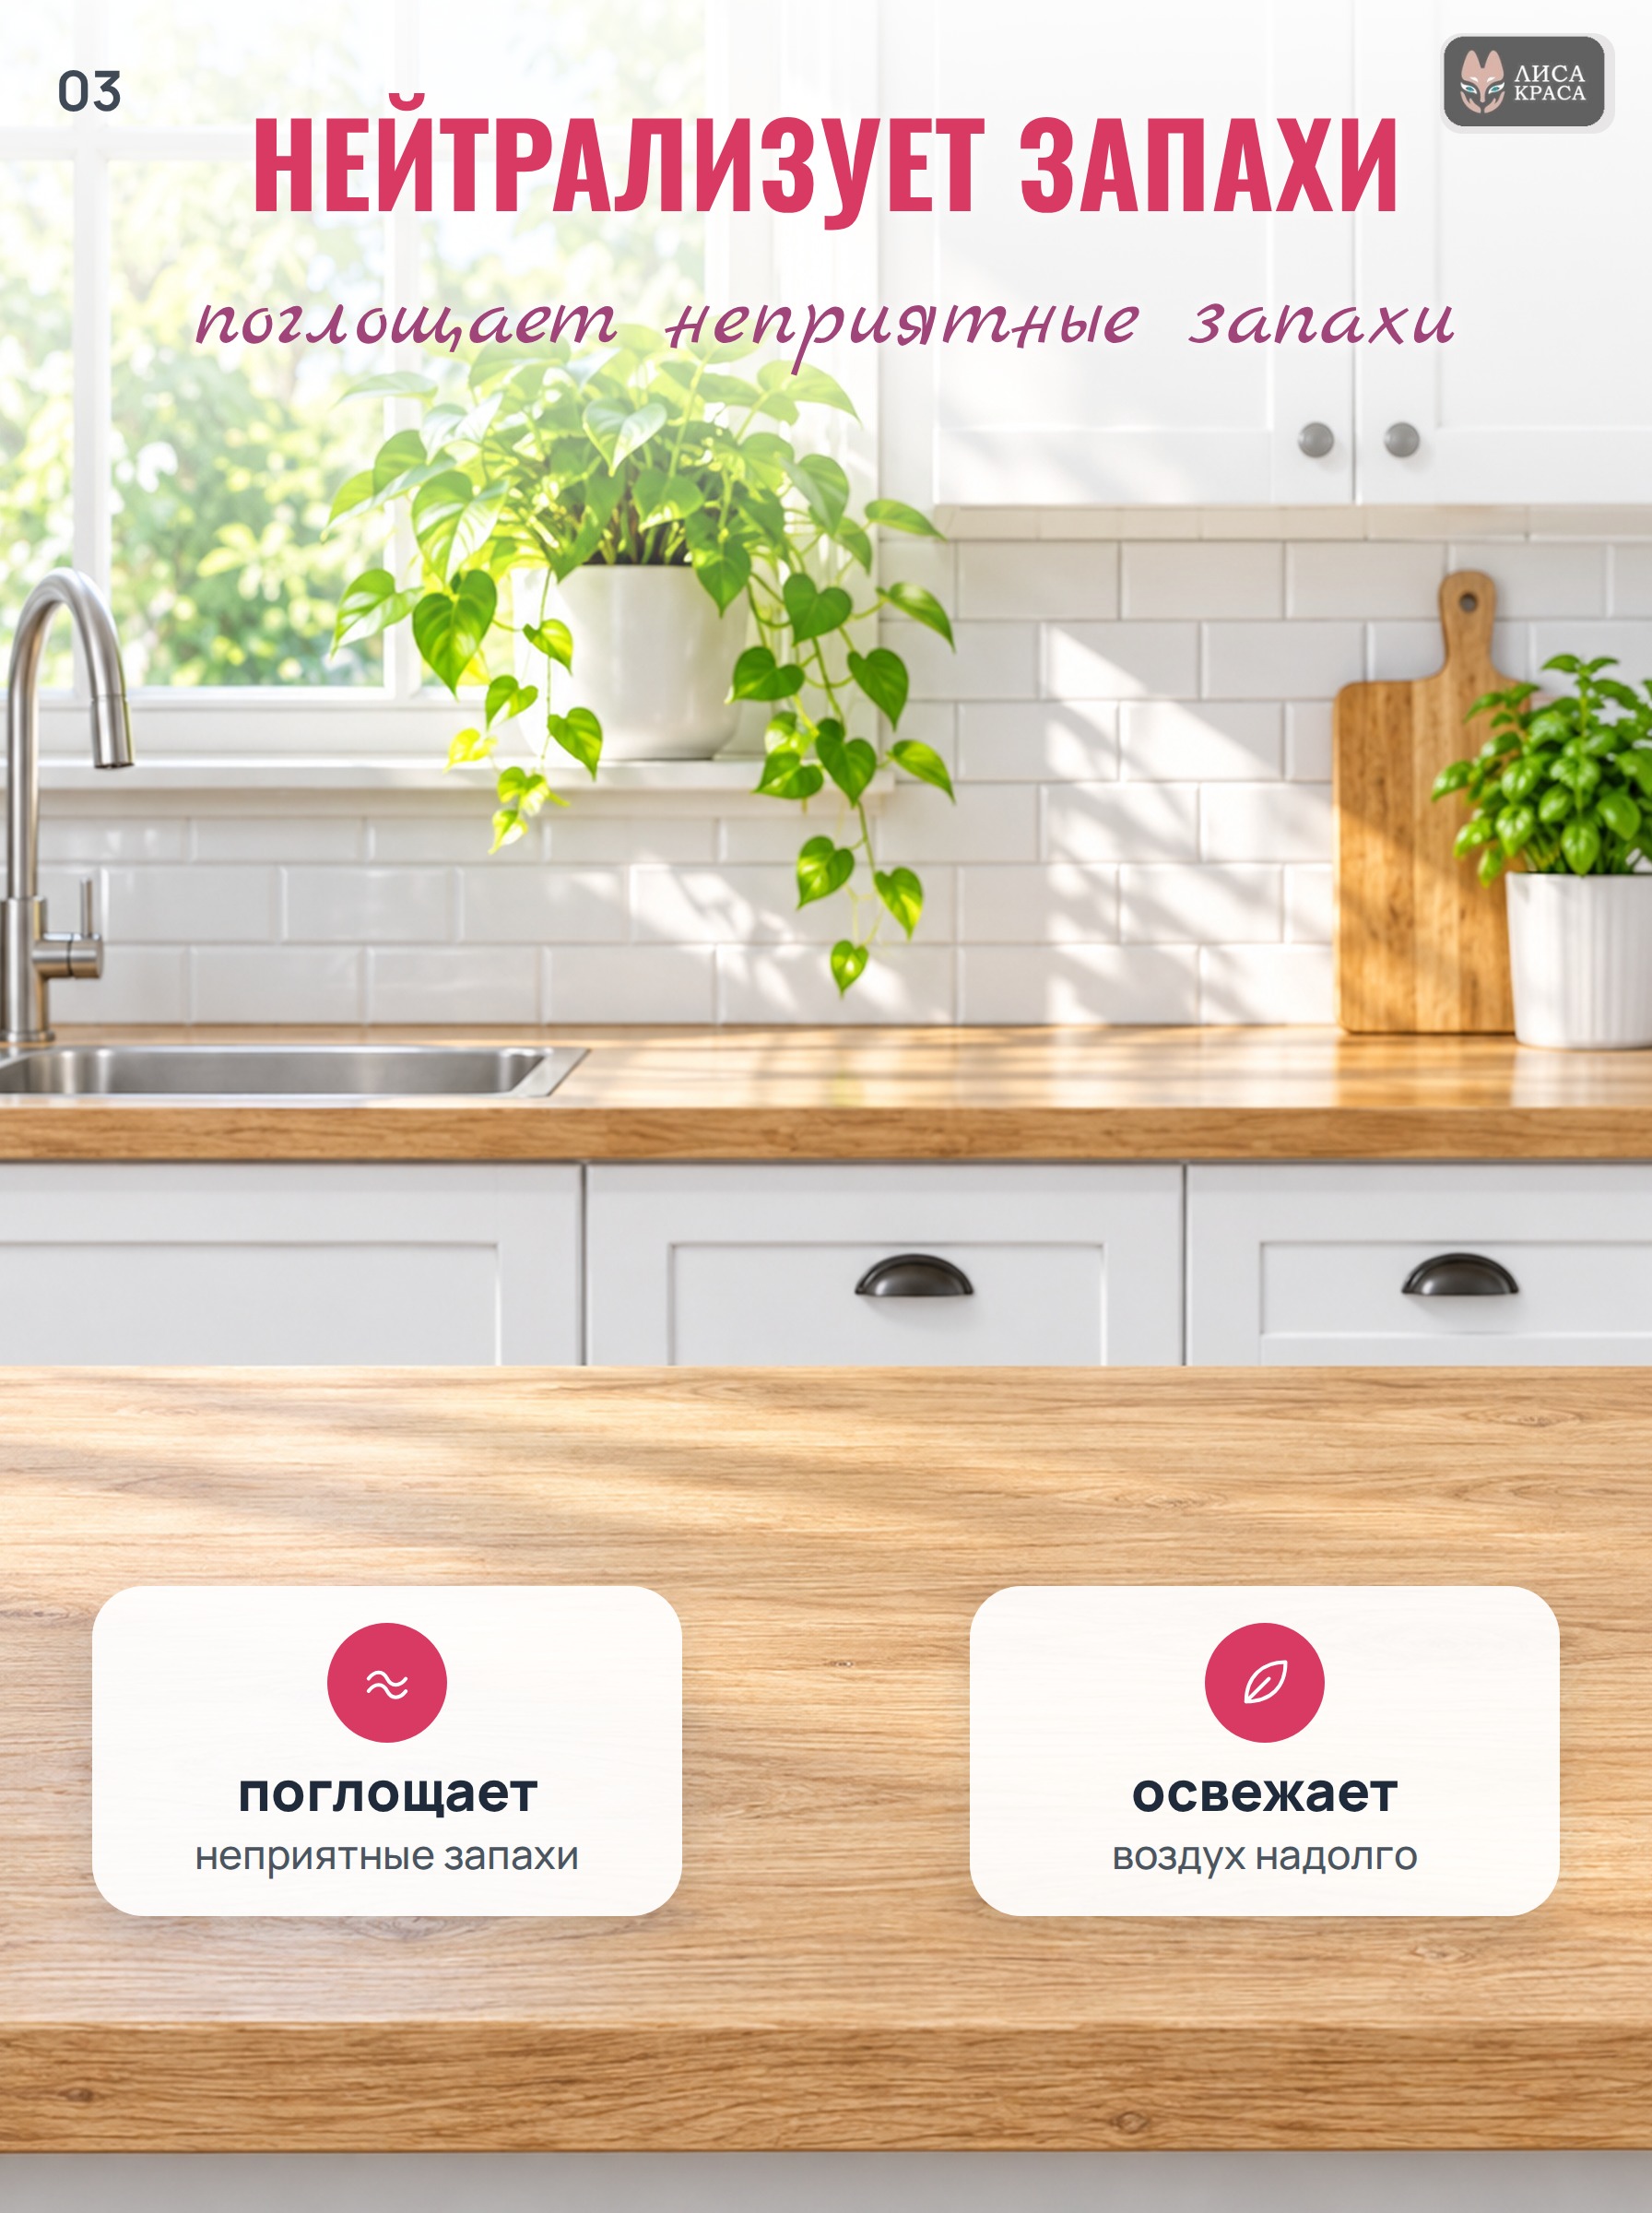 03
ЛИСА
КРАСА
НЕЙТРАЛИЗУЕТ ЗАПАХИ
поглощает неприятные запахи
поглощает
неприятные запахи
освежает
воздух надолго